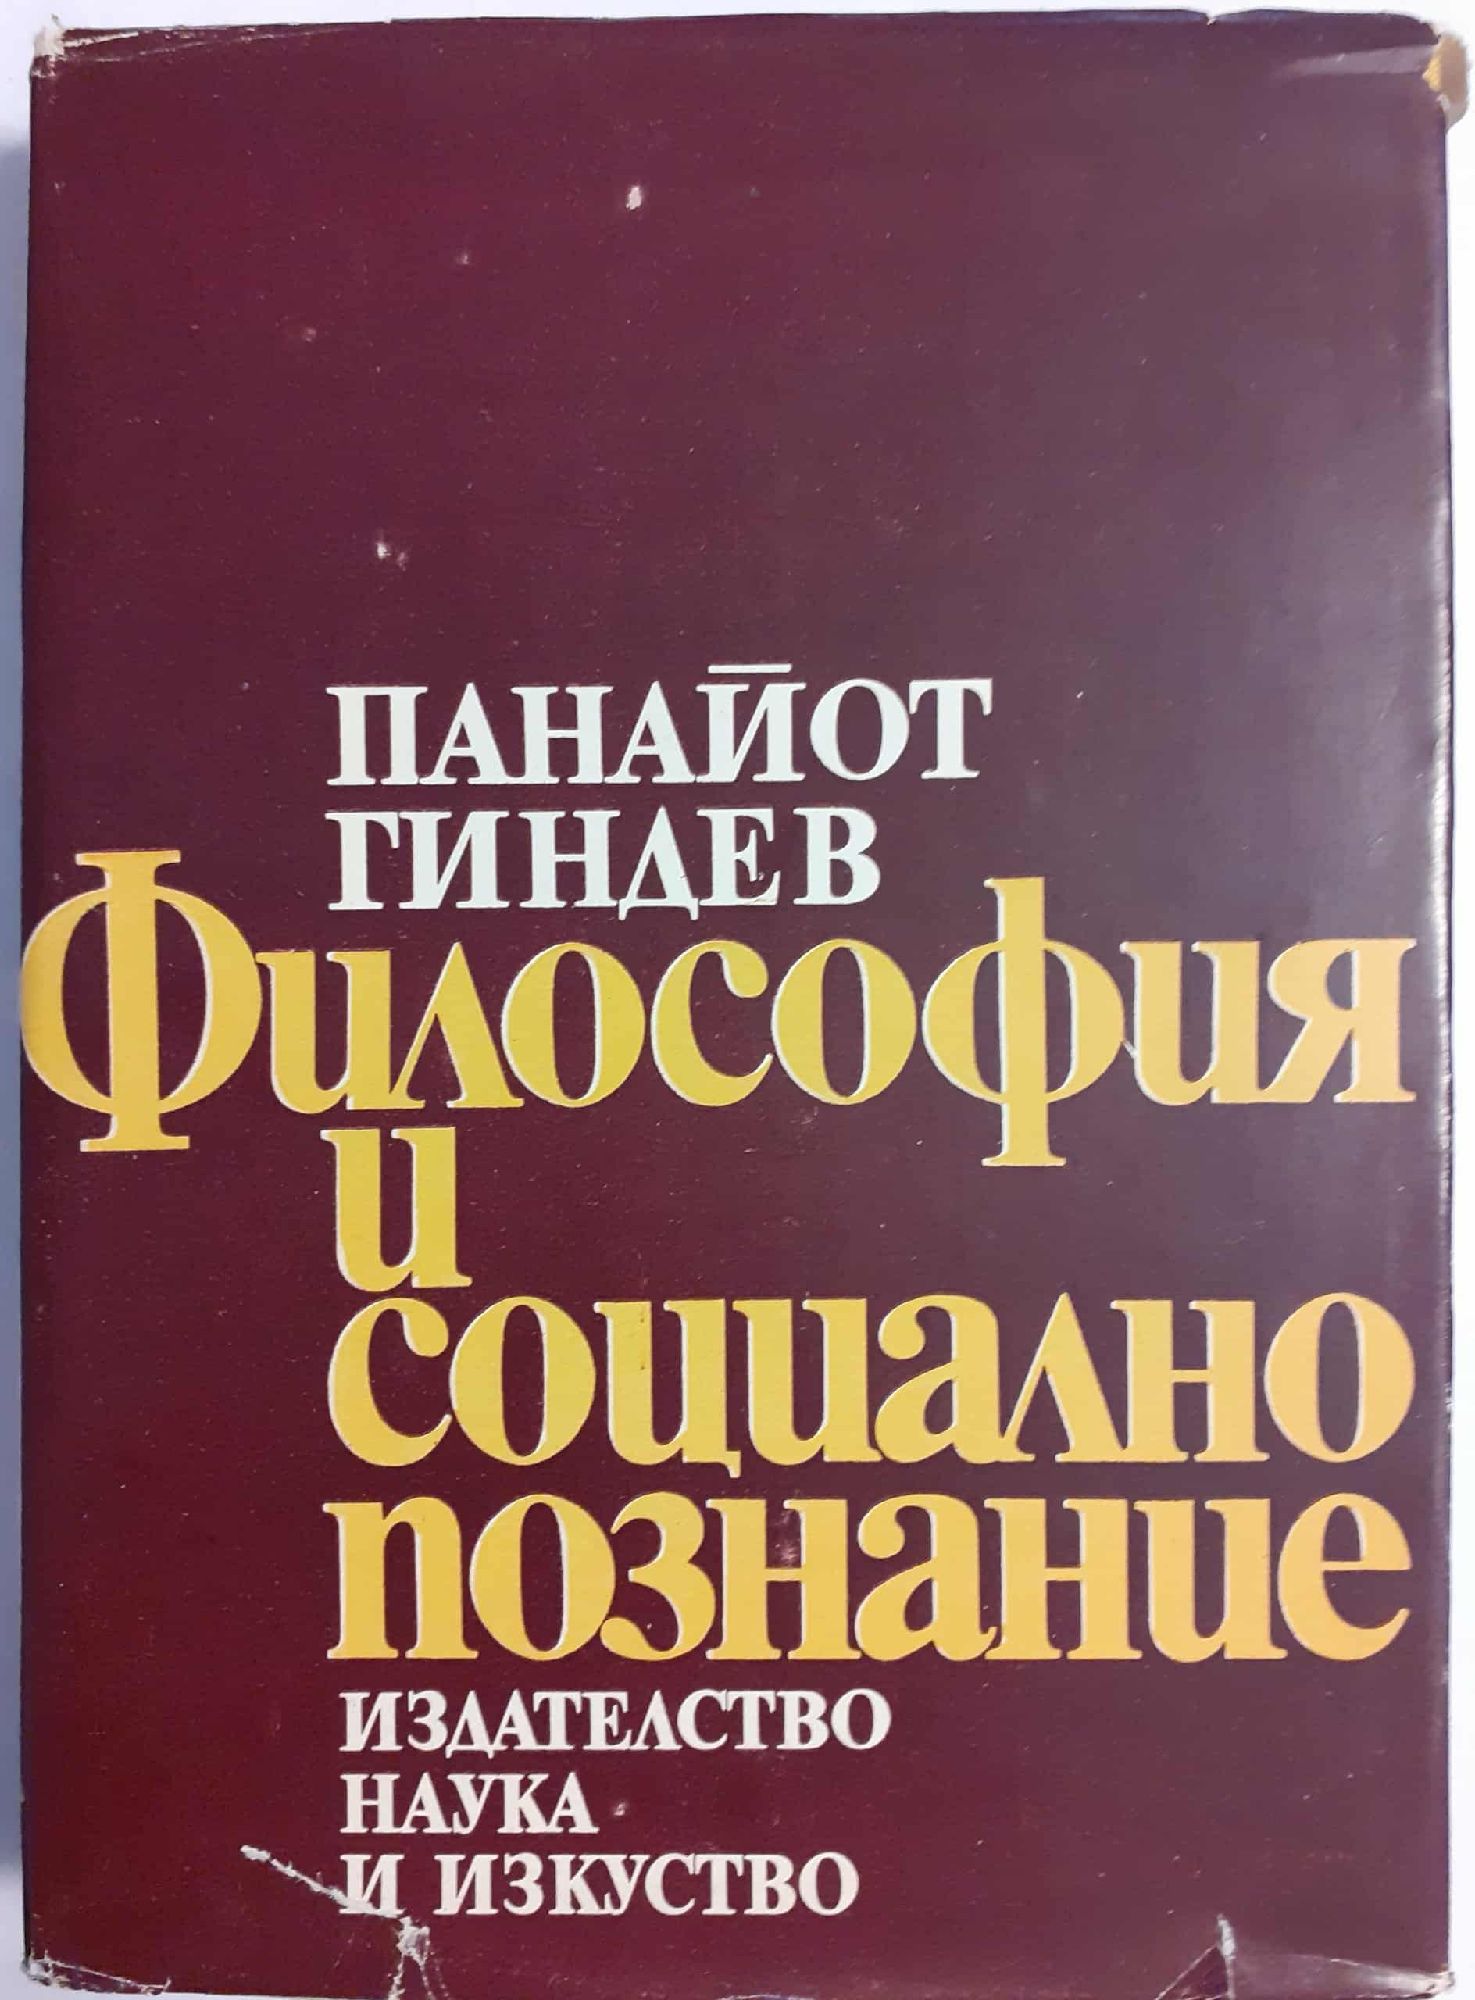 ПАНАЙОТ
ГИНДЕВ
Философия
и
социално
познание
ИЗДАТЕЛСТВО
НАУКА
И ИЗКУСТВО